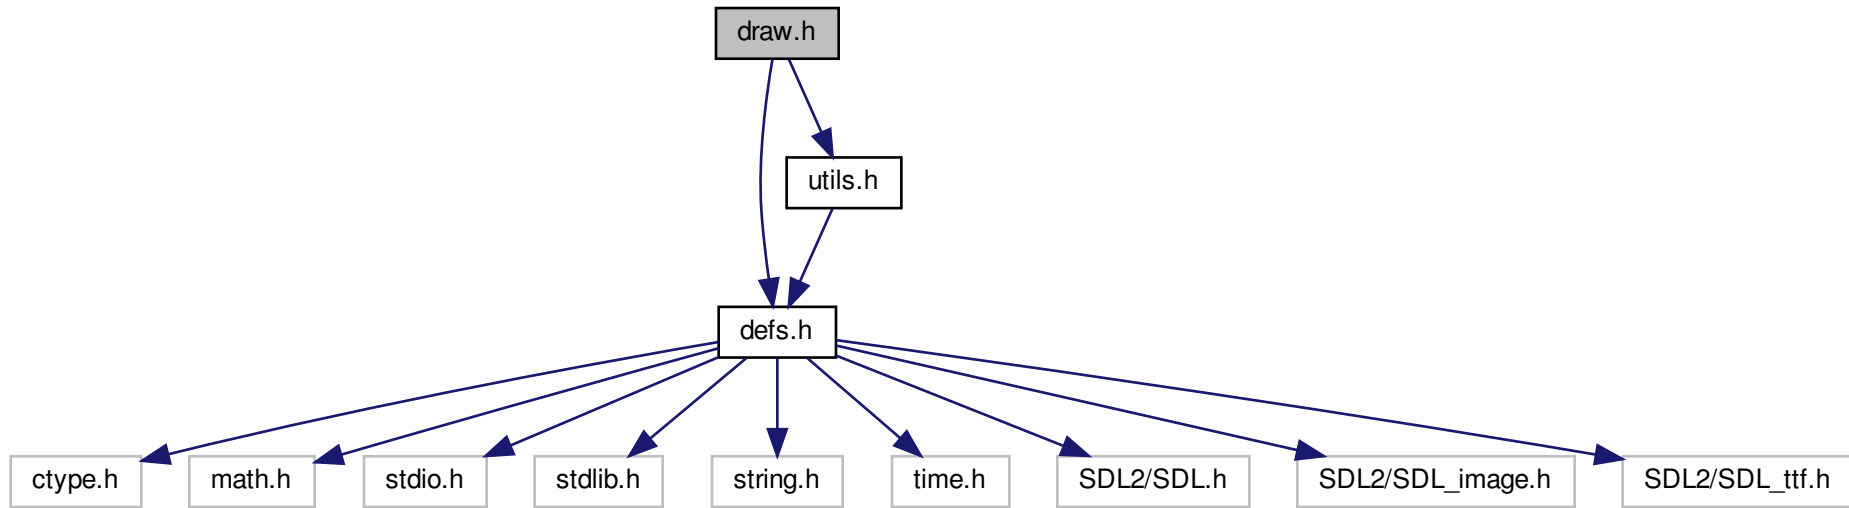 draw.h
utils.h
defs.h
ctype.h
math.h
stdio.h
stdlib.h
string.h
time.h
SDL2/SDL.h
SDL2/SDL_image.h
SDL2/SDL_ttf.h